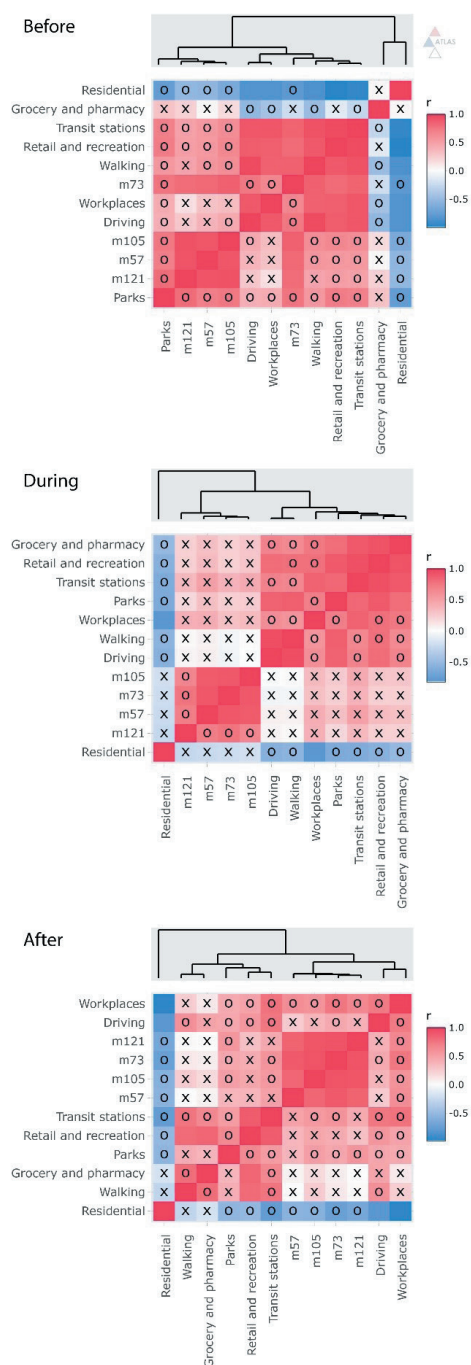 Before
ATLAS
Residential O O O O O X
Grocery and pharmacy X X X X O O X O X O X
Transit stations O O O O O
Retail and recreation O O O O X
Walking O X O O O
m73 O O O X O
Workplaces O X X X O O
Driving O X X X O O
m105 O O X O O O X O
m57 O X X O O O X O
m121 O X X X O O X O
Parks O O O O O O O O O X O
r
1.0
0.5
0.0
-0.5
Parks
m121
m57
m105
Driving
Workplaces
m73
Walking
Retail and recreation
Transit stations
Grocery and pharmacy
Residential
During
Grocery and pharmacy O X X X X O O O
Retail and recreation O X X X X O O
Transit stations O X X X X O O
Parks O X X X X O
Workplaces X X X X O O O O O
Walking O X X X X O O O O
Driving O X X X X O O O
m105 X O X X X X X X X
m73 X O X X X X X X X
m57 X O X X X X X X X
m121 X O O O X X X X X X X
Residential X X X X O O O O O O
r
1.0
0.5
0.0
-0.5
Residential
m121
m57
m73
m105
Driving
Walking
Workplaces
Parks
Transit stations
Retail and recreation
Grocery and pharmacy
After
Workplaces X X O O O O O O O O
Driving O X O O O X X O X O
m121 O X X O X X X O
m73 O X X O X O O O
m105 O X X O X O X O
m57 O X X O X X X O
Transit stations O O O O X O X O O O
Retail and recreation O O X X X X O O
Parks O X X O O O O O O O
Grocery and pharmacy X O X X X X X X X
Walking X O X X X X X O X
Residential X X O O O O O O O
r
1.0
0.5
0.0
-0.5
Residential
Walking
Grocery and pharmacy
Parks
Retail and recreation
Transit stations
m57
m105
m73
m121
Driving
Workplaces